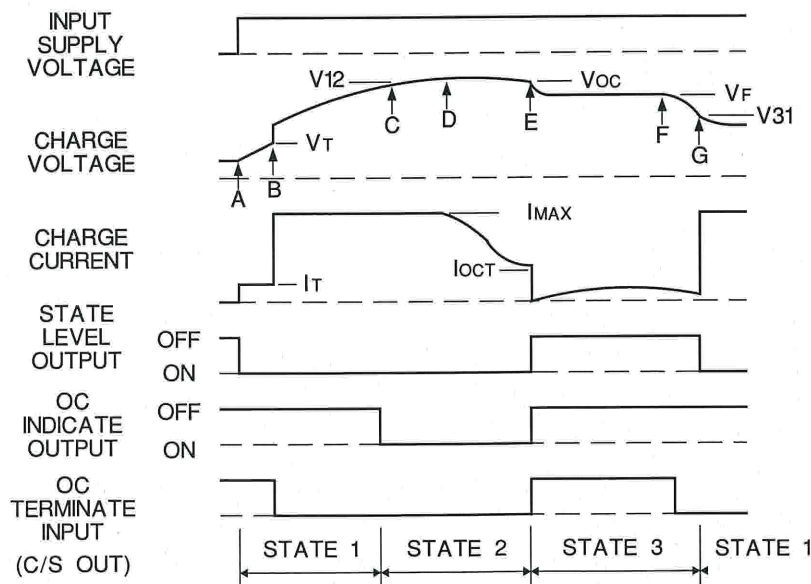 INPUT
SUPPLY
VOLTAGE
V12
VOC
VF
V31
C
D
E
F
G
CHARGE
VOLTAGE
VT
A
B
CHARGE
CURRENT
IMAX
IOCT
IT
STATE
LEVEL
OUTPUT
OFF
ON
OC
INDICATE
OUTPUT
OFF
ON
OC
TERMINATE
INPUT
(C/S OUT)
STATE 1
STATE 2
STATE 3
STATE 1